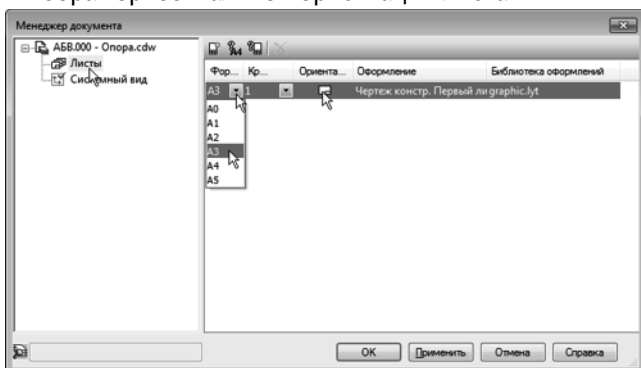 Менеджер документа
АБВ.000 - Опора.cdw
Листы
Системный вид
Фор... Кр... Ориента... Оформление Библиотека оформлений
А3 1 Чертеж констр. Первый ли graphic.lyt
А0
А1
А2
А3
А4
А5
ОК Применить Отмена Справка